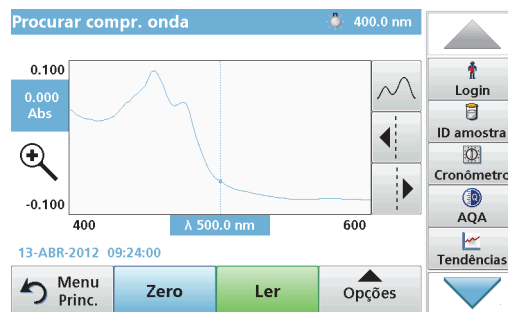 Procurar compr. onda 400.0 nm
0.100
0.000
Abs
-0.100
400 λ 500.0 nm 600
13-ABR-2012 09:24:00
Menu
Princ.
Zero
Ler
Opções
Login
ID amostra
Cronômetro
AQA
Tendências